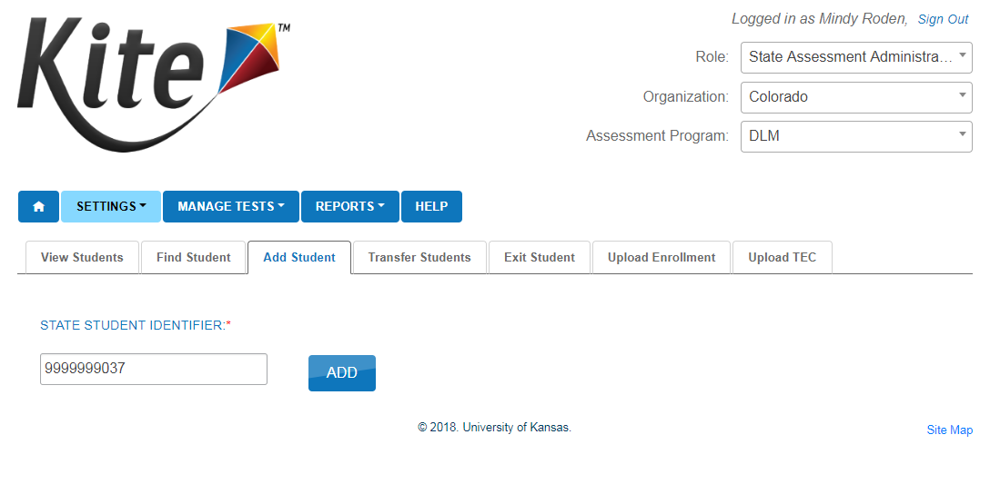 Kite™
Logged in as Mindy Roden, Sign Out
Role: State Assessment Administra...
Organization: Colorado
Assessment Program: DLM
SETTINGS MANAGE TESTS REPORTS HELP
View Students Find Student Add Student Transfer Students Exit Student Upload Enrollment Upload TEC
STATE STUDENT IDENTIFIER:*
9999999037 ADD
© 2018. University of Kansas.
Site Map